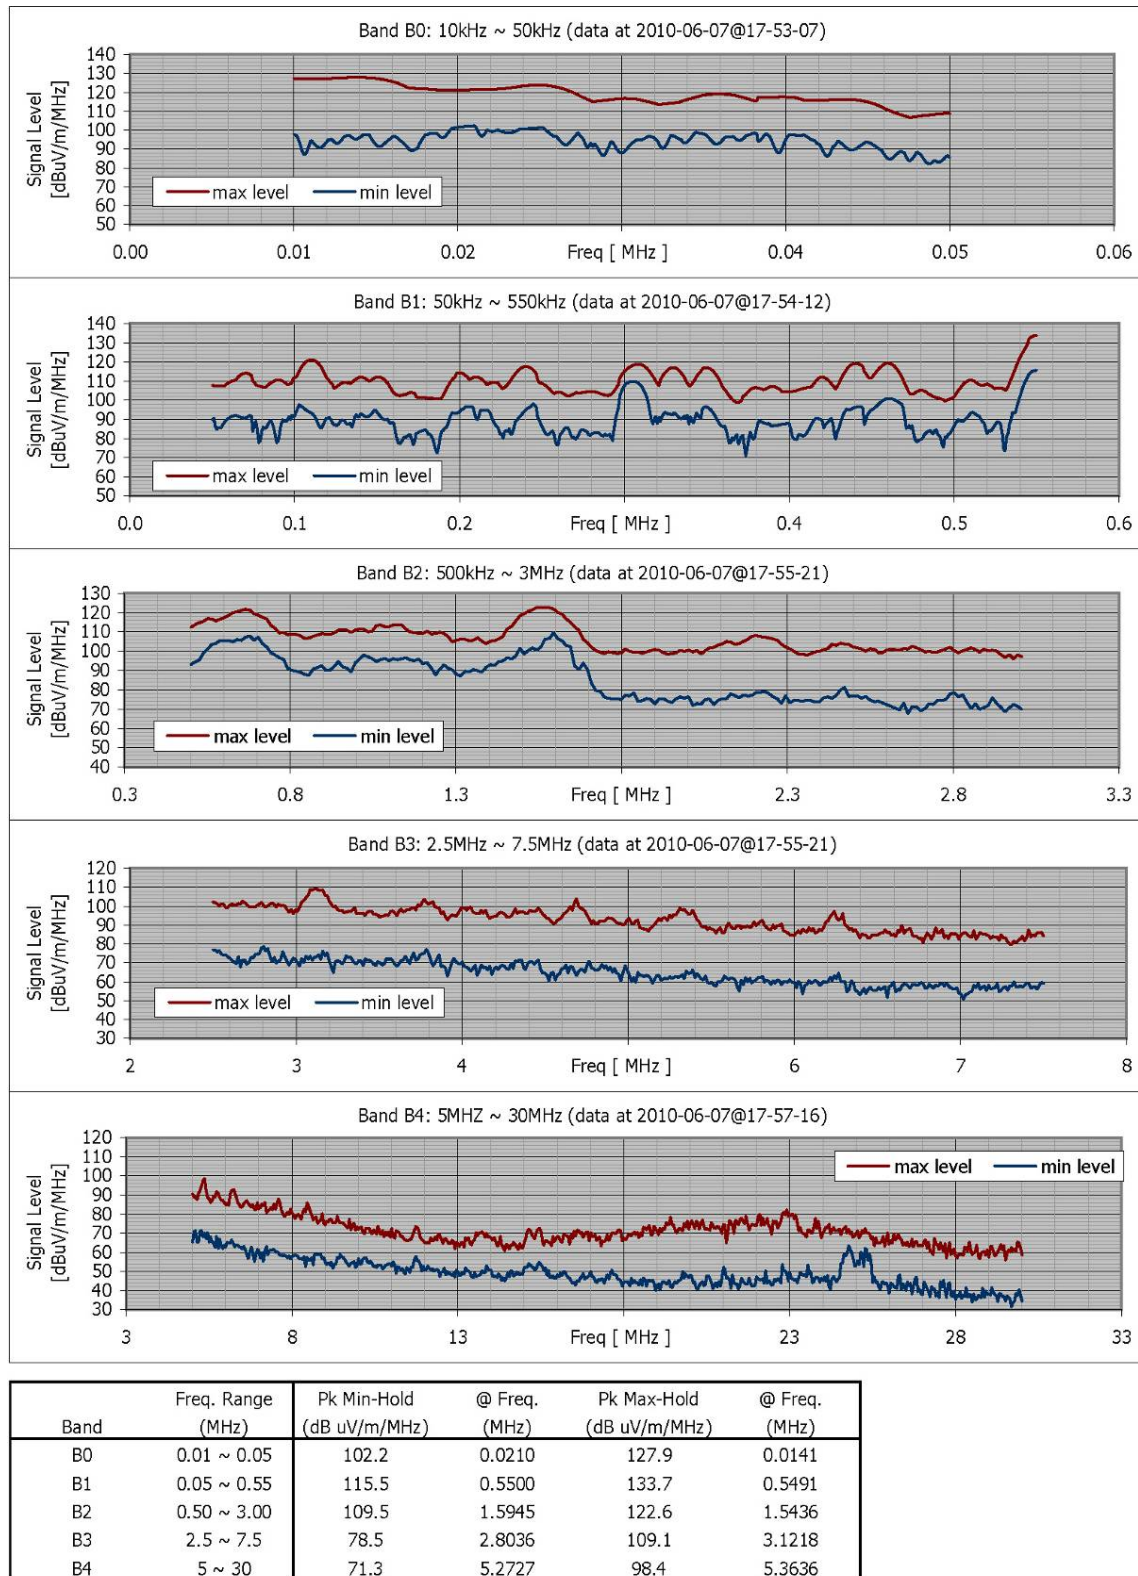 Band B0: 10kHz ~ 50kHz (data at 2010-06-07@17-53-07)
Signal Level
[dBuV/m/MHz]
140
130
120
110
100
90
80
70
60
50
max level min level
0.00 0.01 0.02 Freq [ MHz ] 0.04 0.05 0.06
Band B1: 50kHz ~ 550kHz (data at 2010-06-07@17-54-12)
Signal Level
[dBuV/m/MHz]
140
130
120
110
100
90
80
70
60
50
max level min level
0.0 0.1 0.2 Freq [ MHz ] 0.4 0.5 0.6
Band B2: 500kHz ~ 3MHz (data at 2010-06-07@17-55-21)
Signal Level
[dBuV/m/MHz]
130
120
110
100
90
80
70
60
50
40
max level min level
0.3 0.8 1.3 Freq [ MHz ] 2.3 2.8 3.3
Band B3: 2.5MHz ~ 7.5MHz (data at 2010-06-07@17-55-21)
Signal Level
[dBuV/m/MHz]
120
110
100
90
80
70
60
50
40
30
max level min level
2 3 4 Freq [ MHz ] 6 7 8
Band B4: 5MHZ ~ 30MHz (data at 2010-06-07@17-57-16)
Signal Level
[dBuV/m/MHz]
120
110
100
90
80
70
60
50
40
30
max level min level
3 8 13 Freq [ MHz ] 23 28 33
Freq. Range Pk Min-Hold @ Freq. Pk Max-Hold @ Freq.
Band (MHz) (dB uV/m/MHz) (MHz) (dB uV/m/MHz) (MHz)
B0 0.01 ~ 0.05 102.2 0.0210 127.9 0.0141
B1 0.05 ~ 0.55 115.5 0.5500 133.7 0.5491
B2 0.50 ~ 3.00 109.5 1.5945 122.6 1.5436
B3 2.5 ~ 7.5 78.5 2.8036 109.1 3.1218
B4 5 ~ 30 71.3 5.2727 98.4 5.3636